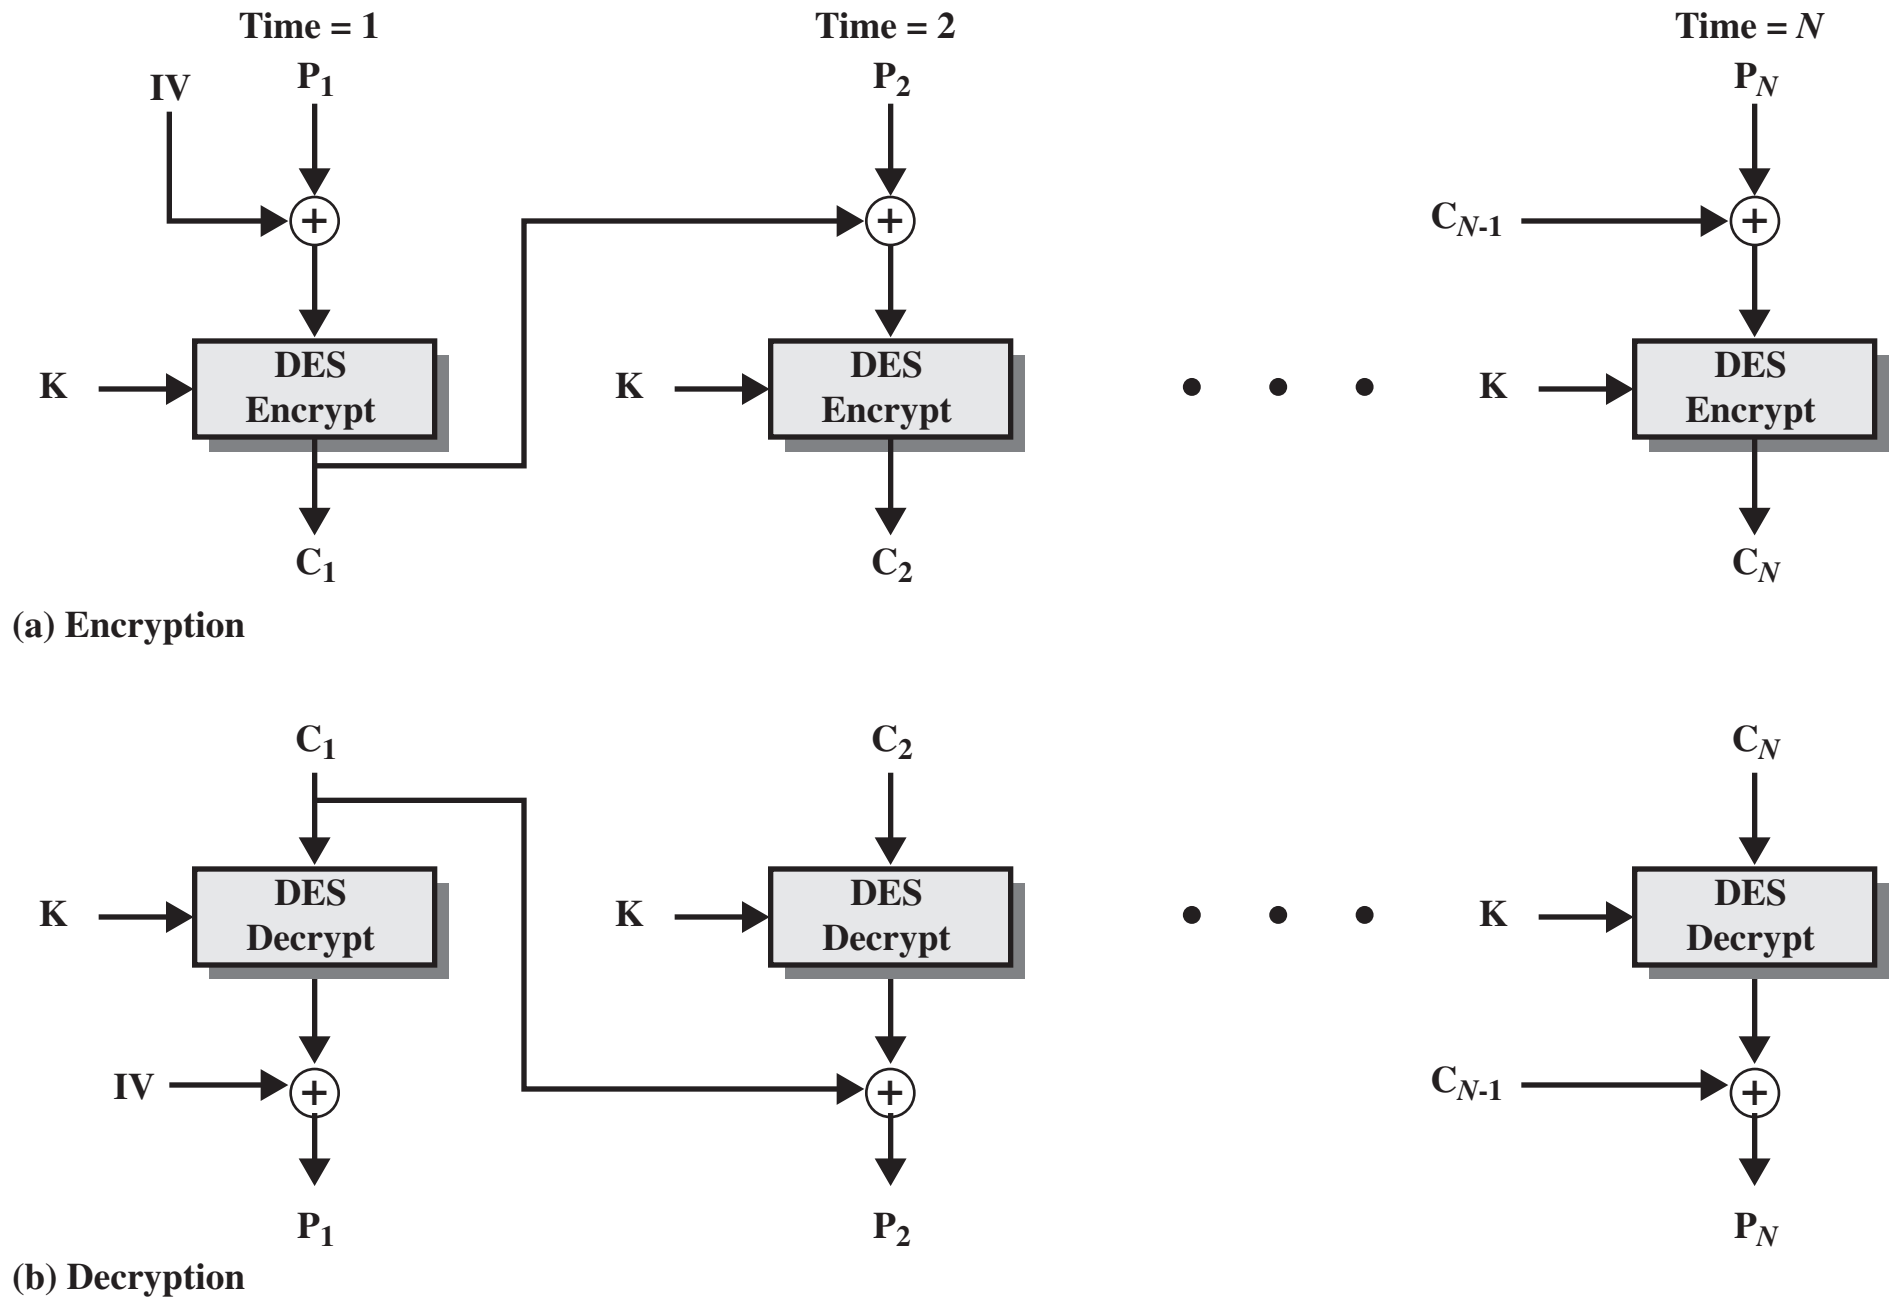 Time = 1 Time = 2 Time = N
IV P1 P2 PN
+ + CN-1 +
K DES Encrypt K DES Encrypt • • • K DES Encrypt
C1 C2 CN
(a) Encryption
C1 C2 CN
K DES Decrypt K DES Decrypt • • • K DES Decrypt
IV + + CN-1 +
P1 P2 PN
(b) Decryption